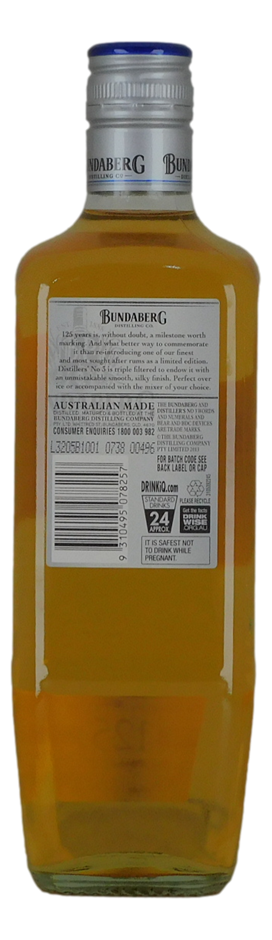 BUNDABERG
DISTILLING CO
BUN
BUNDABERG
DISTILLING CO
125 years is, without doubt, a milestone worth
marking. And what better way to commemorate
it than re-introducing one of our finest
and most sought after rums as a limited edition.
Distillers' No 5 is triple filtered to endow it with
an unmistakable smooth, silky finish. Perfect over
ice or accompanied with the mixer of your choice.
AUSTRALIAN MADE
DISTILLED, MATURED & BOTTLED BY THE
BUNDABERG DISTILLING COMPANY
CONSUMER ENQUIRIES 1800 003 982
L3205B1001 0738 00496
THE BUNDABERG AND
DISTILLER'S NO 5 WORDS
AND NUMERALS AND
BEAR AND ROC DEVICES
ARE TRADE MARKS.
© THE BUNDABERG
DISTILLING COMPANY
PTY LIMITED 2013
FOR BATCH CODE SEE
BACK LABEL OR CAP
9 310495 078257
DRINKiQ.com
PLEASE RECYCLE
STANDARD
DRINKS
24
APPROX
Get the facts
DRINK
WISE
.ORG.AU
IT IS SAFEST NOT
TO DRINK WHILE
PREGNANT.